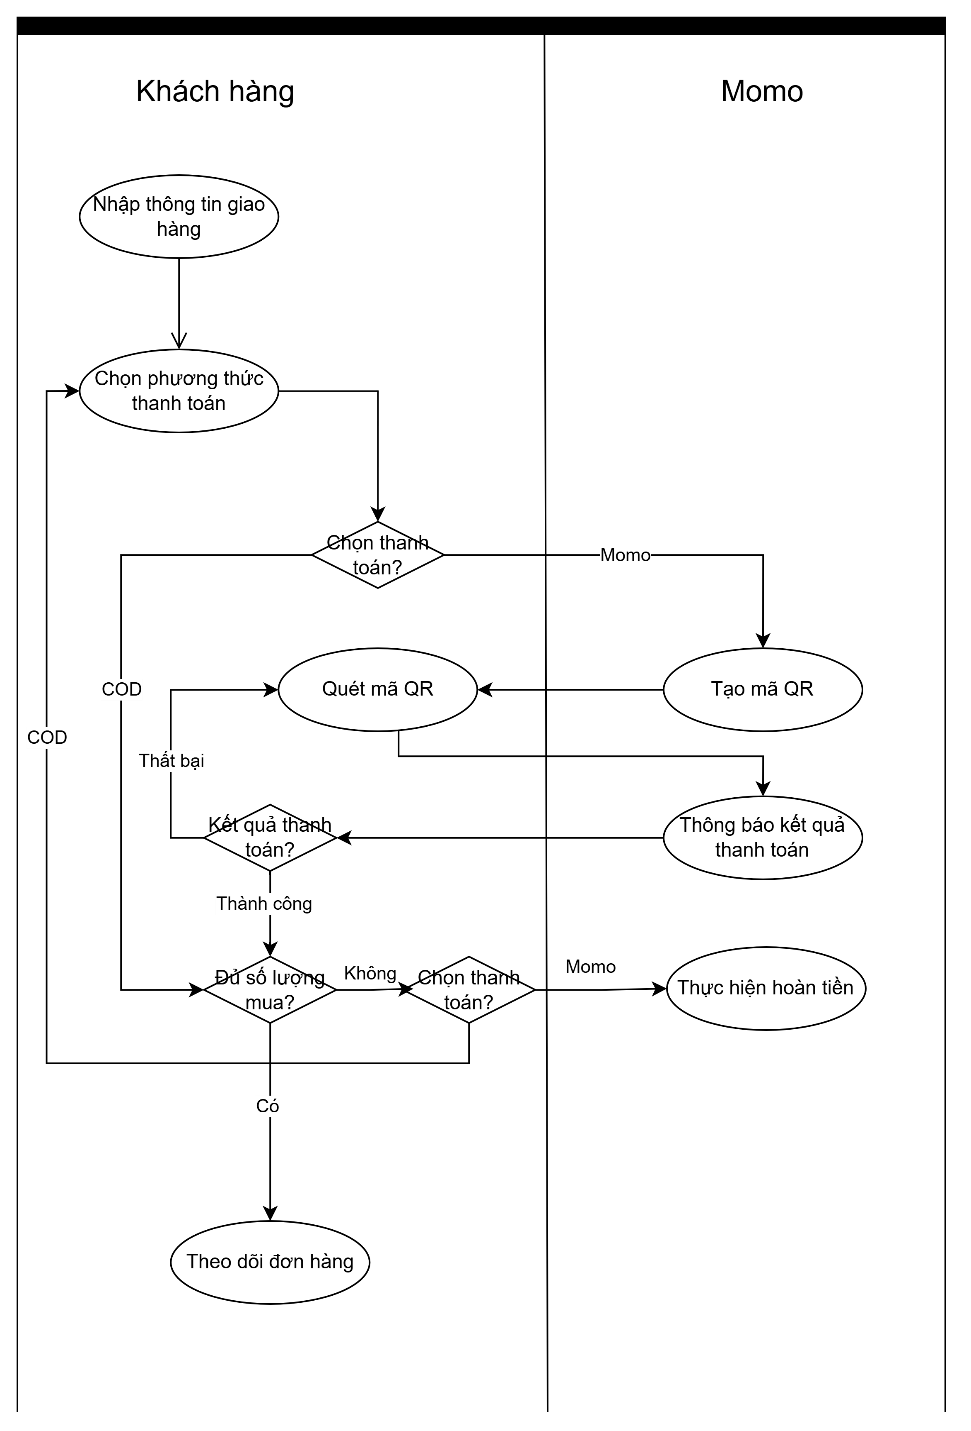 Khách hàng
Momo
Nhập thông tin giao
hàng
Chọn phương thức
thanh toán
Chọn thanh
toán?
Momo
COD
Quét mã QR
Tạo mã QR
COD
Thất bại
Kết quả thanh
toán?
Thông báo kết quả
thanh toán
Thành công
Đủ số lượng
mua?
Không
Chọn thanh
toán?
Momo
Thực hiện hoàn tiền
Có
Theo dõi đơn hàng